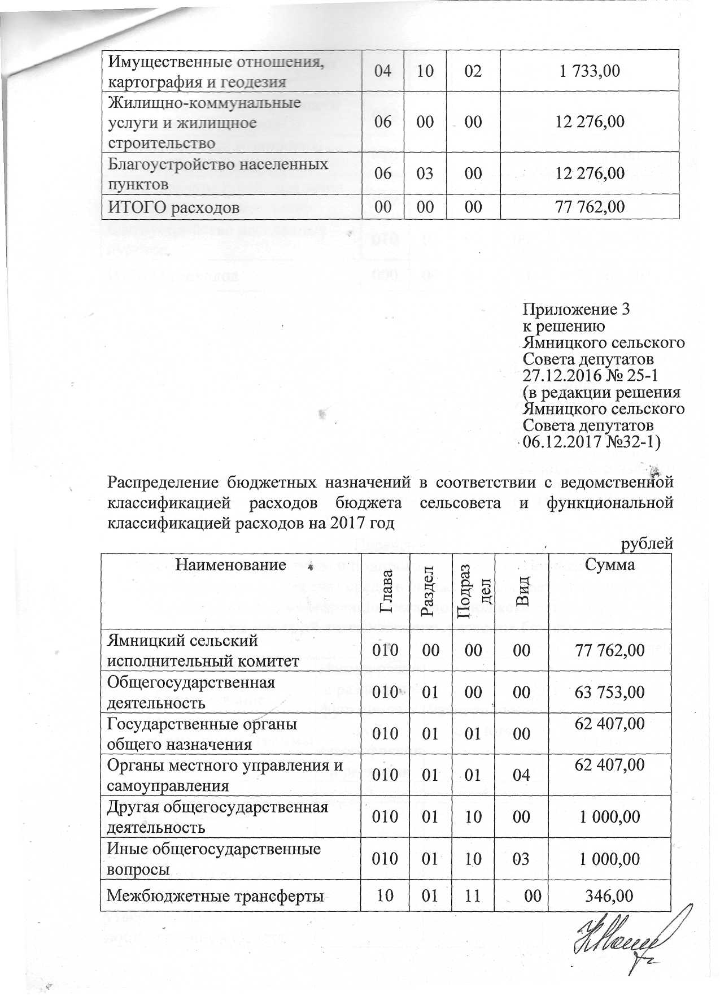 Имущественные отношения,
картография и геодезия 04 10 02 1 733,00
Жилищно-коммунальные
услуги и жилищное 06 00 00 12 276,00
строительство
Благоустройство населенных
пунктов 06 03 00 12 276,00
ИТОГО расходов 00 00 00 77 762,00
Приложение 3
к решению
Ямницкого сельского
Совета депутатов
27.12.2016 № 25-1
(в редакции решения
Ямницкого сельского
Совета депутатов
06.12.2017 №32-1)
Распределение бюджетных назначений в соответствии с ведомственной
классификацией расходов бюджета сельсовета и функциональной
классификацией расходов на 2017 год
рублей
Наименование Глава Раздел Подраз
дел Вид Сумма
Ямницкий сельский
исполнительный комитет 010 00 00 00 77 762,00
Общегосударственная
деятельность 010 01 00 00 63 753,00
Государственные органы
общего назначения 010 01 01 00 62 407,00
Органы местного управления и
самоуправления 010 01 01 04 62 407,00
Другая общегосударственная
деятельность 010 01 10 00 1 000,00
Иные общегосударственные
вопросы 010 01 10 03 1 000,00
Межбюджетные трансферты 10 01 11 00 346,00